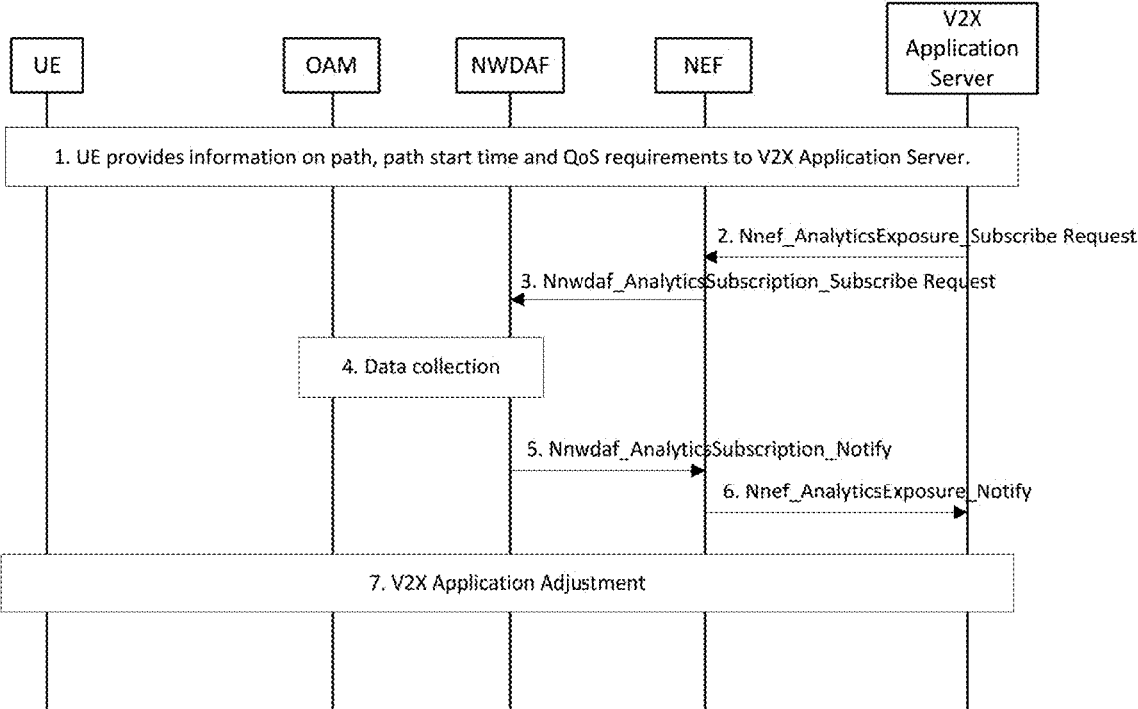 UE
OAM
NWDAF
NEF
V2X
Application
Server
1. UE provides information on path, path start time and QoS requirements to V2X Application Server.
2. Nnef_AnalyticsExposure_Subscribe Request
3. Nnwdaf_AnalyticsSubscription_Subscribe Request
4. Data collection
5. Nnwdaf_AnalyticsSubscription_Notify
6. Nnef_AnalyticsExposure_Notify
7. V2X Application Adjustment